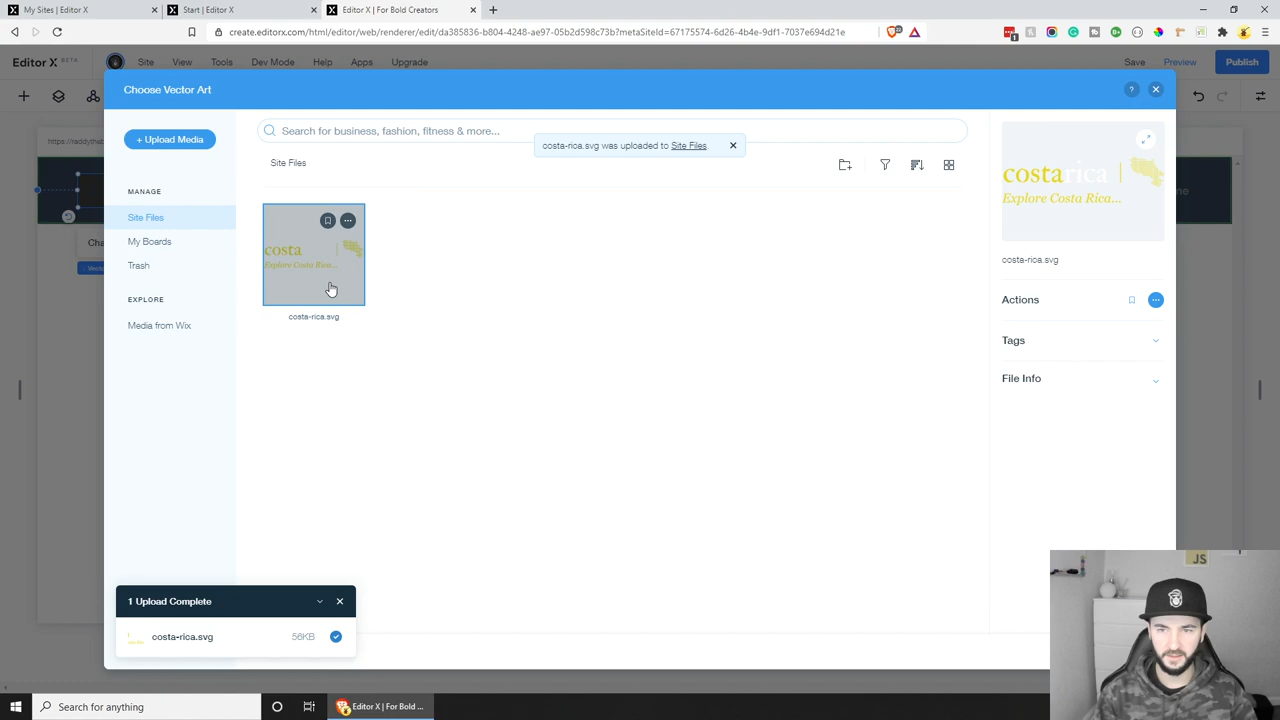 My Sites | Editor X
Start | Editor X
Editor X | For Bold Creators
create.editorx.com/html/editor/web/renderer/edit/da385836-b804-4248-ae97-05b2d598c73b?metaSiteId=67175574-6d26-4b4e-9df1-7037e694d21e
Editor X BETA
Site
View
Tools
Dev Mode
Help
Apps
Upgrade
Save
Preview
Publish
Choose Vector Art
?
+ Upload Media
Search for business, fashion, fitness & more...
costa-rica.svg was uploaded to Site Files.
Site Files
MANAGE
Site Files
My Boards
Trash
EXPLORE
Media from Wix
costa
Explore Costa Rica...
costa-rica.svg
costarica
Explore Costa Rica...
costa-rica.svg
Actions
Tags
File Info
1 Upload Complete
costa-rica.svg
56KB
JS
Search for anything
Editor X | For Bold ...